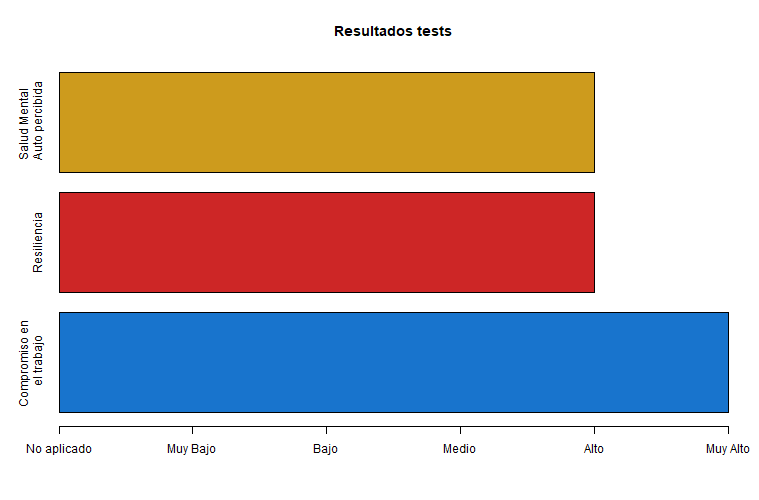 Resultados tests
Salud Mental
Auto percibida
Resiliencia
Compromiso en
el trabajo
No aplicado
Muy Bajo
Bajo
Medio
Alto
Muy Alto